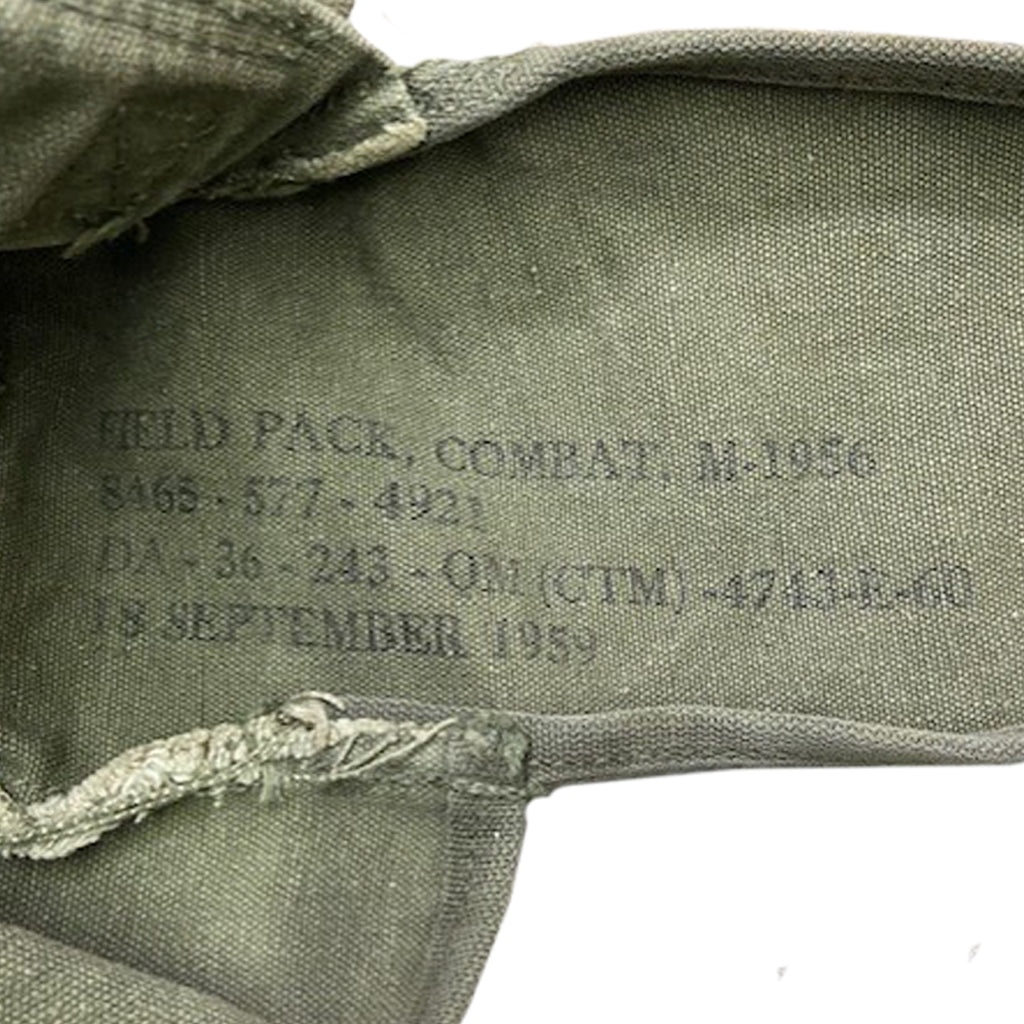 FIELD PACK, COMBAT, M-1956
8465 - 577 - 4921
DA - 36 - 243 - QM (CTM) -4743-E-60
18 SEPTEMBER 1959